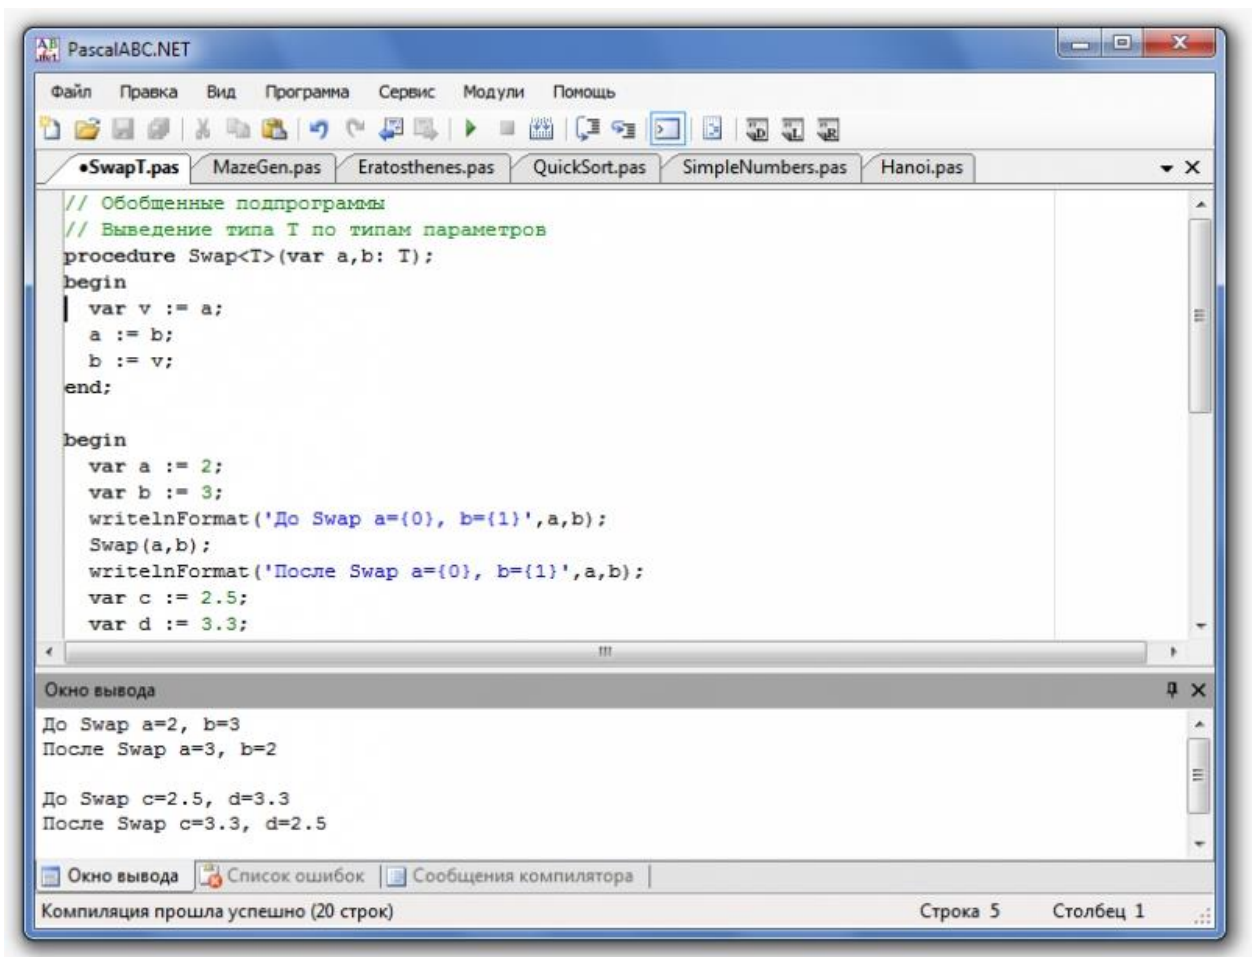 PascalABC.NET
Файл Правка Вид Программа Сервис Модули Помощь
•SwapT.pas MazeGen.pas Eratosthenes.pas QuickSort.pas SimpleNumbers.pas Hanoi.pas
// Обобщенные подпрограммы
// Выведение типа T по типам параметров
procedure Swap<T>(var a,b: T);
begin
var v := a;
a := b;
b := v;
end;
begin
var a := 2;
var b := 3;
writelnFormat('До Swap a={0}, b={1}',a,b);
Swap(a,b);
writelnFormat('После Swap a={0}, b={1}',a,b);
var c := 2.5;
var d := 3.3;
Окно вывода
До Swap a=2, b=3
После Swap a=3, b=2
До Swap c=2.5, d=3.3
После Swap c=3.3, d=2.5
Окно вывода Список ошибок Сообщения компилятора
Компиляция прошла успешно (20 строк) Строка 5 Столбец 1